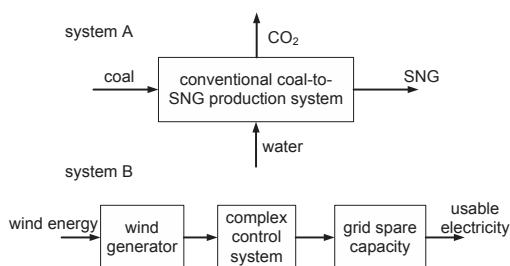 system A
CO₂
coal
conventional coal-to-
SNG production system
SNG
water
system B
wind energy
wind
generator
complex
control
system
grid spare
capacity
usable
electricity